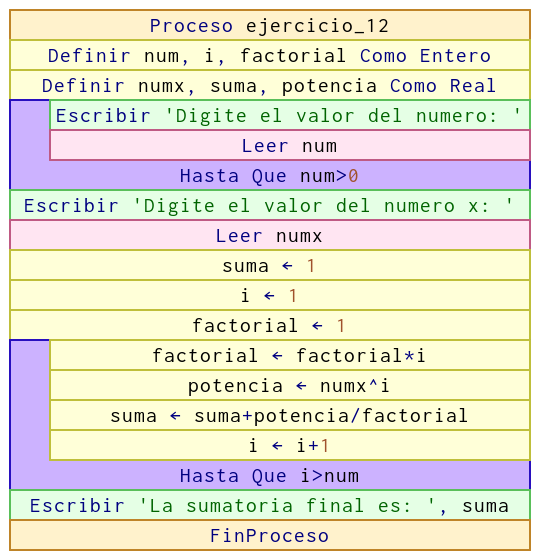 Proceso ejercicio_12
Definir num, i, factorial Como Entero
Definir numx, suma, potencia Como Real
Escribir 'Digite el valor del numero: '
Leer num
Hasta Que num>0
Escribir 'Digite el valor del numero x: '
Leer numx
suma ← 1
i ← 1
factorial ← 1
factorial ← factorial*i
potencia ← numx^i
suma ← suma+potencia/factorial
i ← i+1
Hasta Que i>num
Escribir 'La sumatoria final es: ', suma
FinProceso